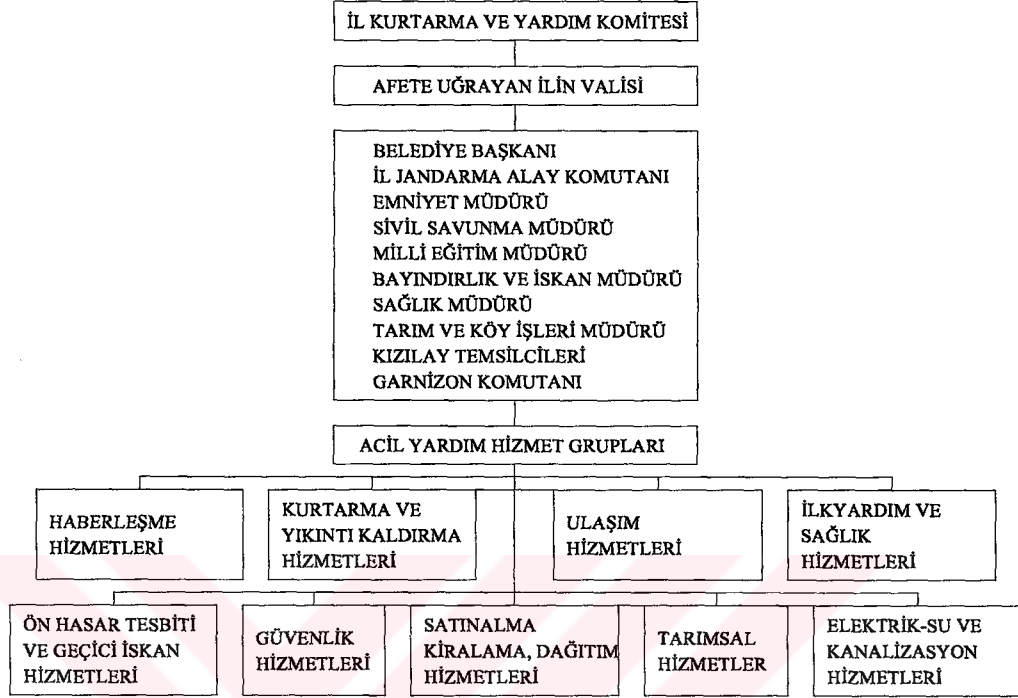 İL KURTARMA VE YARDIM KOMİTESİ
AFETE UĞRAYAN İLİN VALİSİ
BELEDİYE BAŞKANI
İL JANDARMA ALAY KOMUTANI
EMNİYET MÜDÜRÜ
SİVİL SAVUNMA MÜDÜRÜ
MİLLİ EĞİTİM MÜDÜRÜ
BAYINDIRLIK VE İSKAN MÜDÜRÜ
SAĞLIK MÜDÜRÜ
TARIM VE KÖY İŞLERİ MÜDÜRÜ
KIZILAY TEMSİLCİLERİ
GARNİZON KOMUTANI
ACİL YARDIM HİZMET GRUPLARI
HABERLEŞME
HİZMETLERİ
KURTARMA VE
YIKINTI KALDIRMA
HİZMETLERİ
ULAŞIM
HİZMETLERİ
İLKYARDIM VE
SAĞLIK
HİZMETLERİ
ÖN HASAR TESBİTİ
VE GEÇİCİ İSKAN
HİZMETLERİ
GÜVENLİK
HİZMETLERİ
SATINALMA
KİRALAMA, DAĞITIM
HİZMETLERİ
TARIMSAL
HİZMETLER
ELEKTRİK-SU VE
KANALİZASYON
HİZMETLERİ